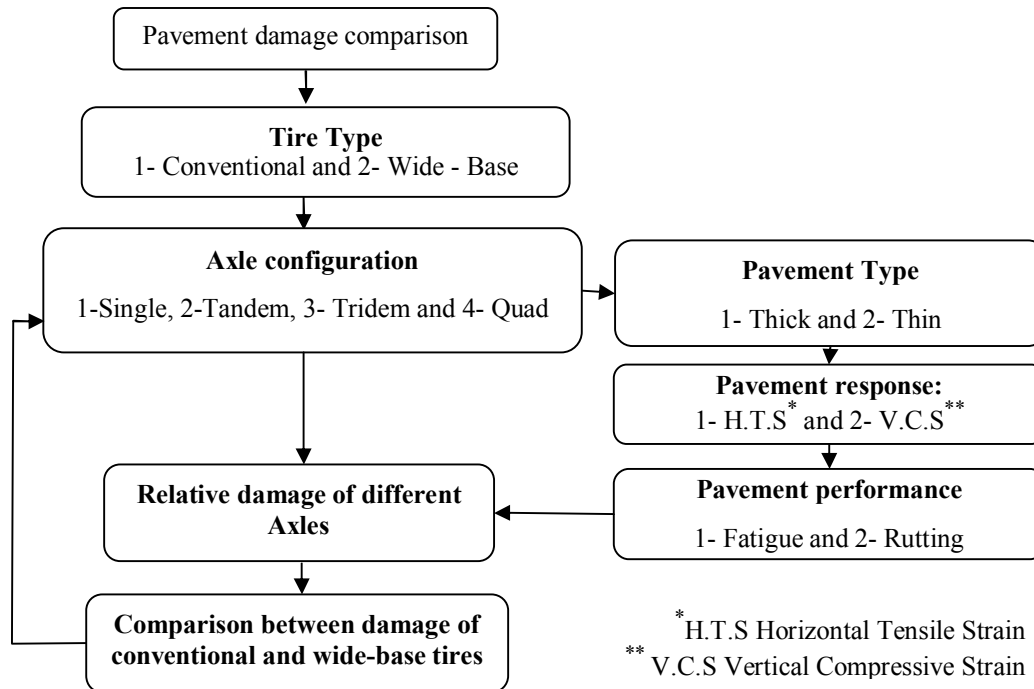 Pavement damage comparison
Tire Type
1- Conventional and 2- Wide - Base
Axle configuration
1-Single, 2-Tandem, 3- Tridem and 4- Quad
Pavement Type
1- Thick and 2- Thin
Pavement response:
1- H.T.S* and 2- V.C.S**
Pavement performance
1- Fatigue and 2- Rutting
Relative damage of different
Axles
Comparison between damage of
conventional and wide-base tires
*H.T.S Horizontal Tensile Strain
** V.C.S Vertical Compressive Strain